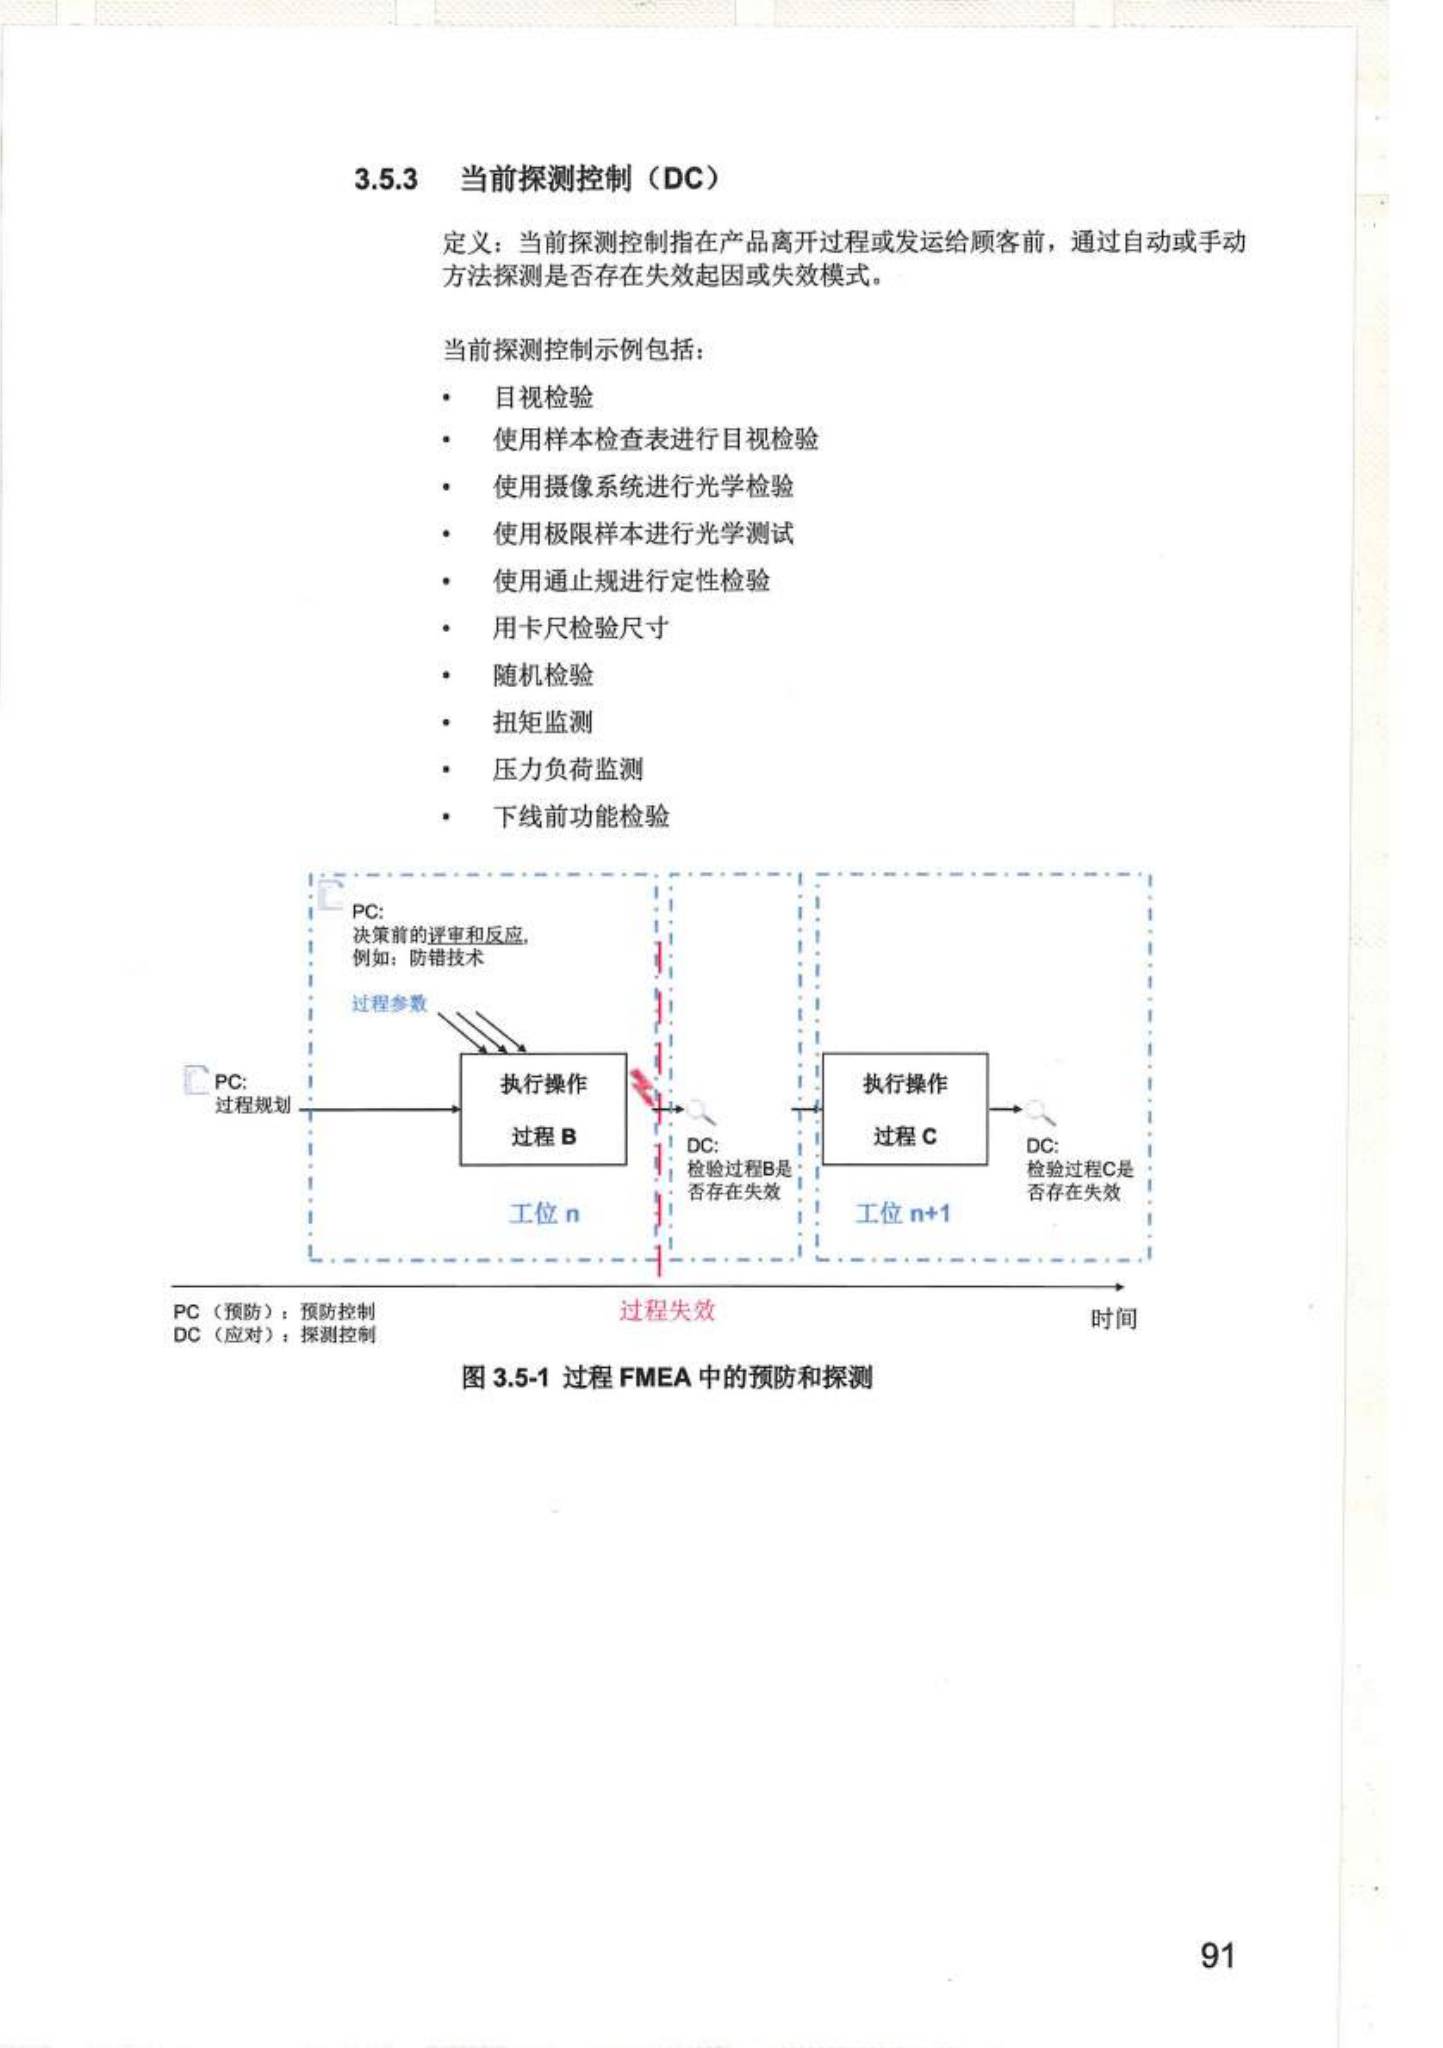 3.5.3 当前探测控制（DC）
定义：当前探测控制指在产品离开过程或发运给顾客前，通过自动或手动
方法探测是否存在失效起因或失效模式。
当前探测控制示例包括：
• 目视检验
• 使用样本检查表进行目视检验
• 使用摄像系统进行光学检验
• 使用极限样本进行光学测试
• 使用通止规进行定性检验
• 用卡尺检验尺寸
• 随机检验
• 扭矩监测
• 压力负荷监测
• 下线前功能检验
PC:
决策前的评审和反应,
例如：防错技术
过程参数
PC:
过程规划
执行操作
过程 B
工位 n
DC:
检验过程B是
否存在失效
执行操作
过程 C
工位 n+1
DC:
检验过程C是
否存在失效
PC（预防）：预防控制
DC（应对）：探测控制
过程失效
时间
图 3.5-1 过程 FMEA 中的预防和探测
91